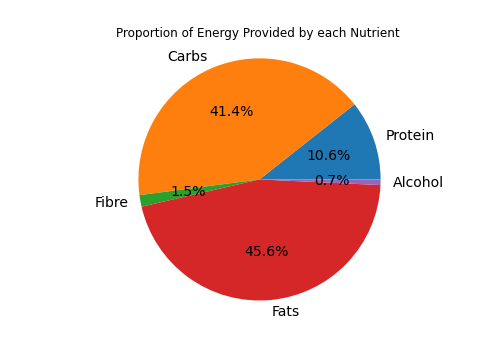 Proportion of Energy Provided by each Nutrient
Carbs
41.4%
Protein
10.6%
0.7%
Alcohol
1.5%
Fibre
45.6%
Fats